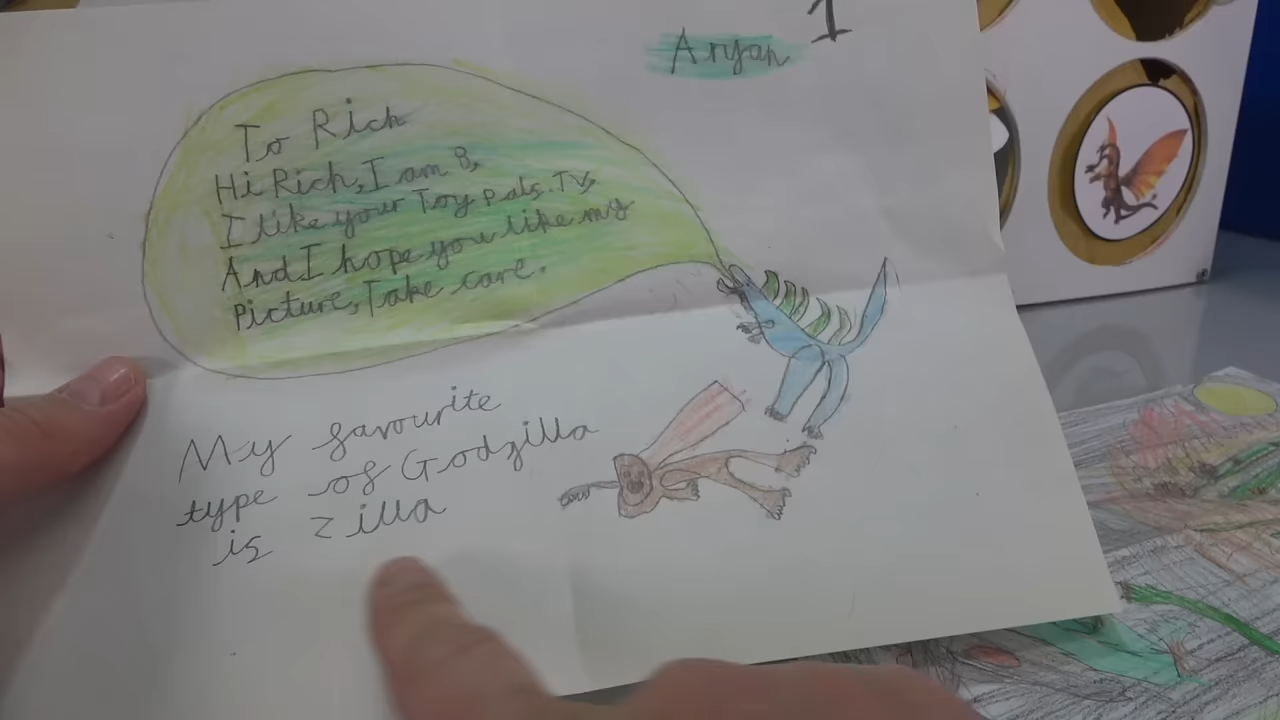 1
Aryan
To Rich
Hi Rich, I am 8,
I like your Toy pals.Tv,
And I hope you like my
Picture, Take care.
My favourite
type of Godzilla
is Zilla